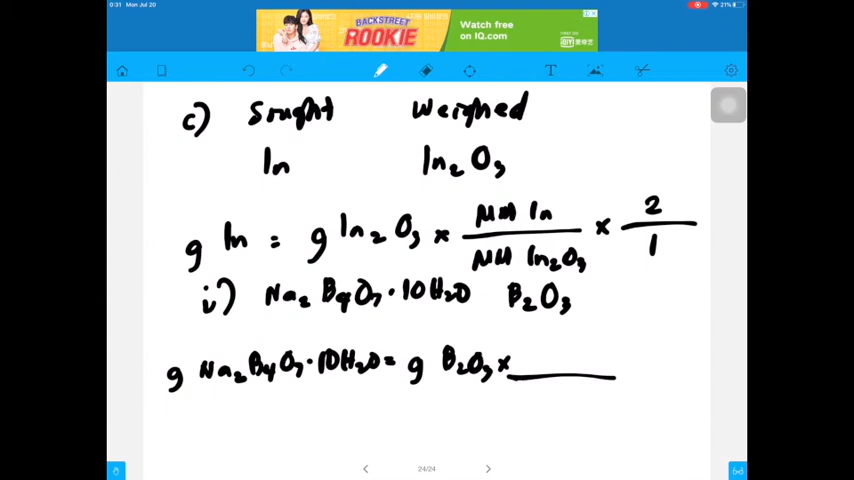 0:31 Mon Jul 20
21%
BACKSTREET
ROOKIE
Watch free
on IQ.com
c) Sought Weighed
In In₂O₃
g In = g In₂O₃ × MM In / MM In₂O₃ × 2 / 1
i) Na₂B₄O₇·10H₂O B₂O₃
g Na₂B₄O₇·10H₂O = g B₂O₃ ×
24/24